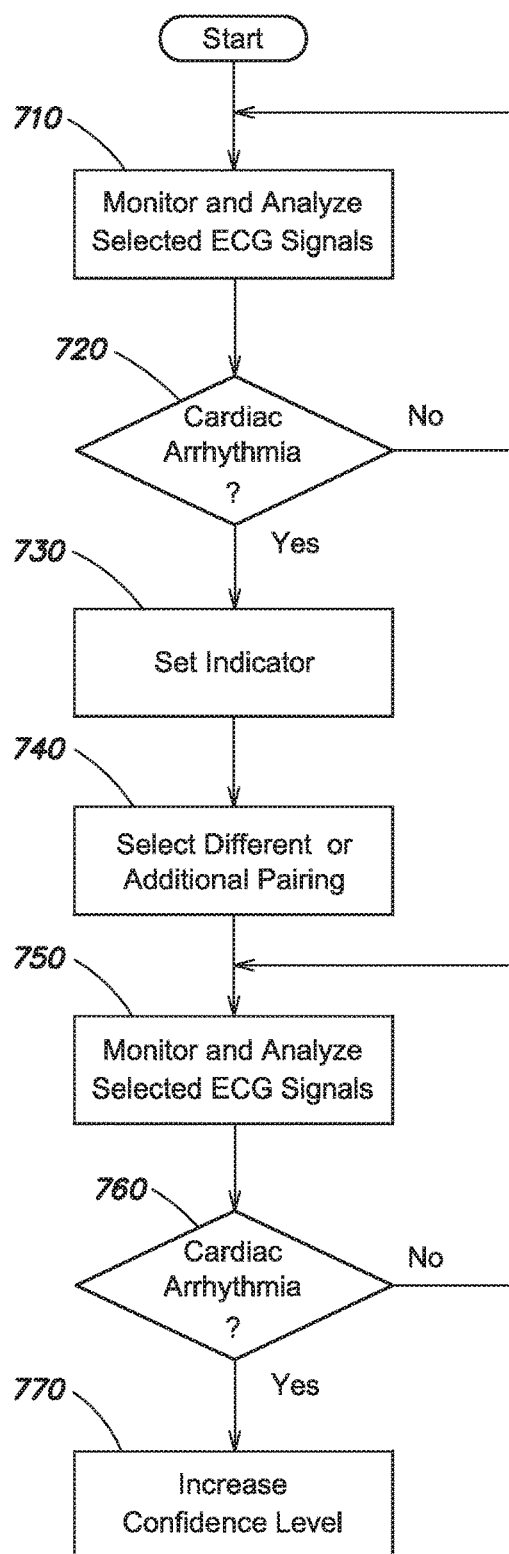 Start
710
Monitor and Analyze
Selected ECG Signals
720
Cardiac
Arrhythmia
?
No
Yes
730
Set Indicator
740
Select Different or
Additional Pairing
750
Monitor and Analyze
Selected ECG Signals
760
Cardiac
Arrhythmia
?
No
Yes
770
Increase
Confidence Level